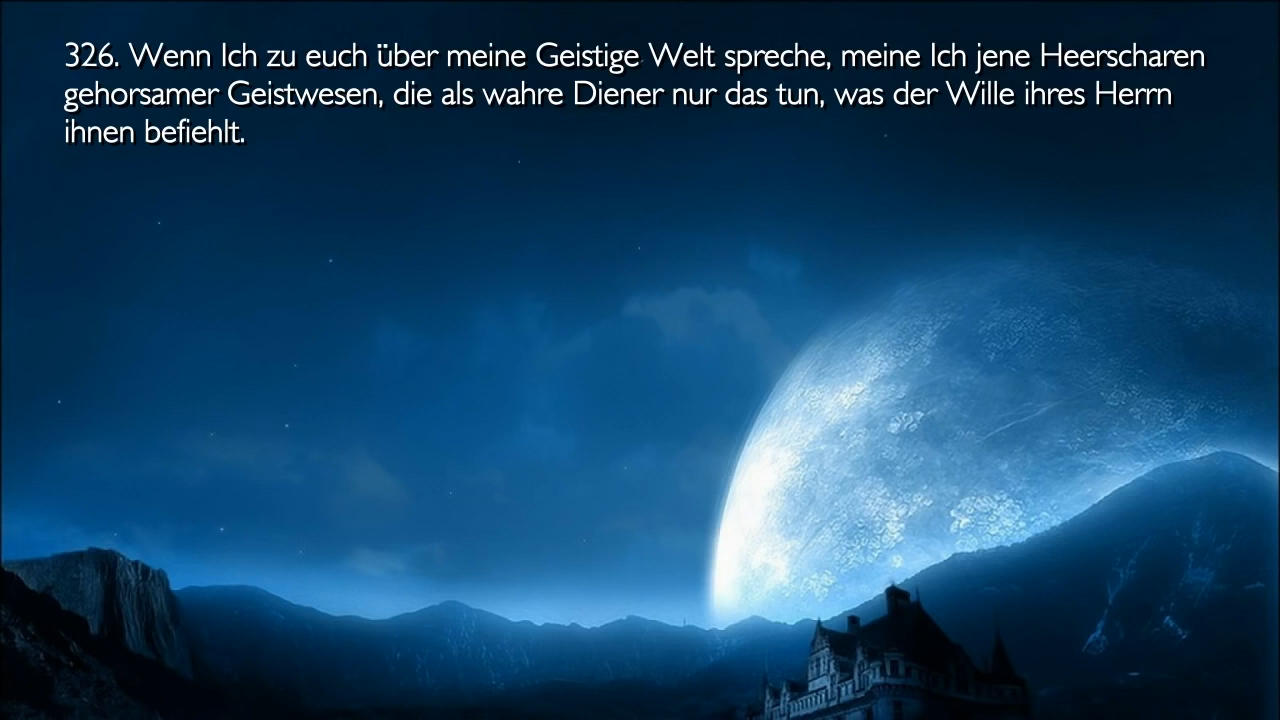 326. Wenn Ich zu euch über meine Geistige Welt spreche, meine Ich jene Heerscharen
gehorsamer Geistwesen, die als wahre Diener nur das tun, was der Wille ihres Herrn
ihnen befiehlt.